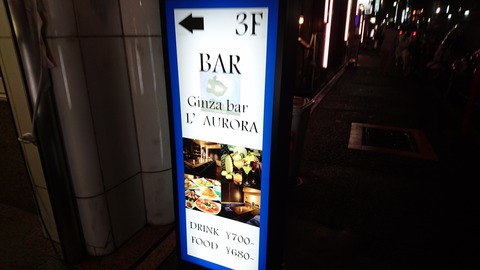 3F
BAR
Ginza bar
L' AURORA
DRINK ¥700~
FOOD ¥680~